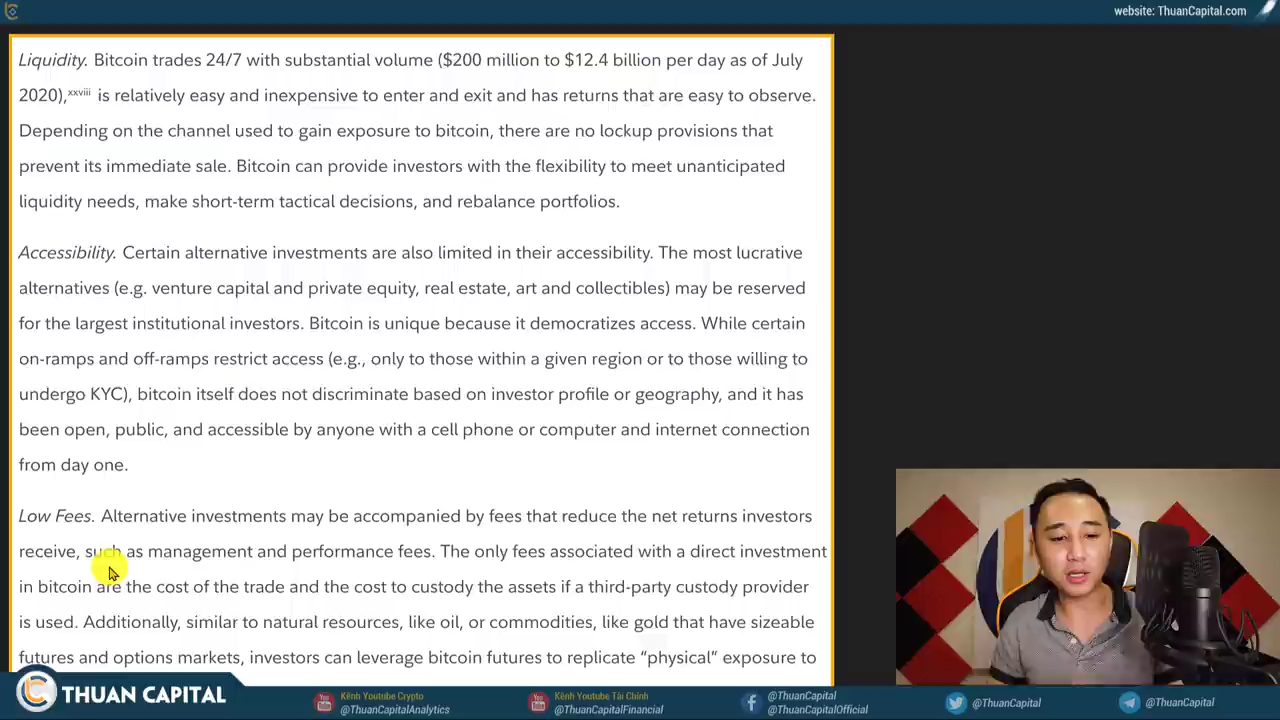 website: ThuanCapital.com
Liquidity. Bitcoin trades 24/7 with substantial volume ($200 million to $12.4 billion per day as of July
2020),xxviii is relatively easy and inexpensive to enter and exit and has returns that are easy to observe.
Depending on the channel used to gain exposure to bitcoin, there are no lockup provisions that
prevent its immediate sale. Bitcoin can provide investors with the flexibility to meet unanticipated
liquidity needs, make short-term tactical decisions, and rebalance portfolios.
Accessibility. Certain alternative investments are also limited in their accessibility. The most lucrative
alternatives (e.g. venture capital and private equity, real estate, art and collectibles) may be reserved
for the largest institutional investors. Bitcoin is unique because it democratizes access. While certain
on-ramps and off-ramps restrict access (e.g., only to those within a given region or to those willing to
undergo KYC), bitcoin itself does not discriminate based on investor profile or geography, and it has
been open, public, and accessible by anyone with a cell phone or computer and internet connection
from day one.
Low Fees. Alternative investments may be accompanied by fees that reduce the net returns investors
receive, such as management and performance fees. The only fees associated with a direct investment
in bitcoin are the cost of the trade and the cost to custody the assets if a third-party custody provider
is used. Additionally, similar to natural resources, like oil, or commodities, like gold that have sizeable
futures and options markets, investors can leverage bitcoin futures to replicate “physical” exposure to
THUAN CAPITAL
Kênh Youtube Crypto
@ThuanCapitalAnalytics
Kênh Youtube Tài Chính
@ThuanCapitalFinancial
@ThuanCapital
@ThuanCapitalOfficial
@ThuanCapital
@ThuanCapital